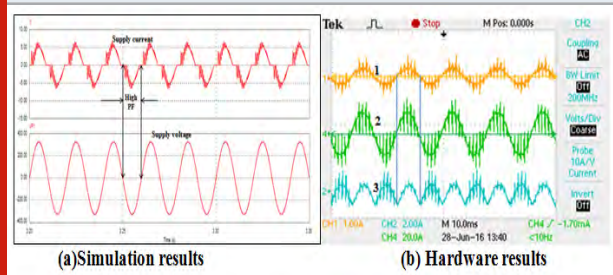 Supply current
High
PF
Supply voltage
(a)Simulation results
Tek
Stop
M Pos: 0.000s
CH2
Coupling
AC
BW Limit
Off
200MHz
Volts/Div
Coarse
Probe
10A/V
Current
Invert
Off
1
2
3
4
2
CH1 1.00A
CH2 2.00A
M 10.0ms
CH4 / -1.70mA
CH4 20.0A
28-Jun-16 13:40
<10Hz
(b) Hardware results